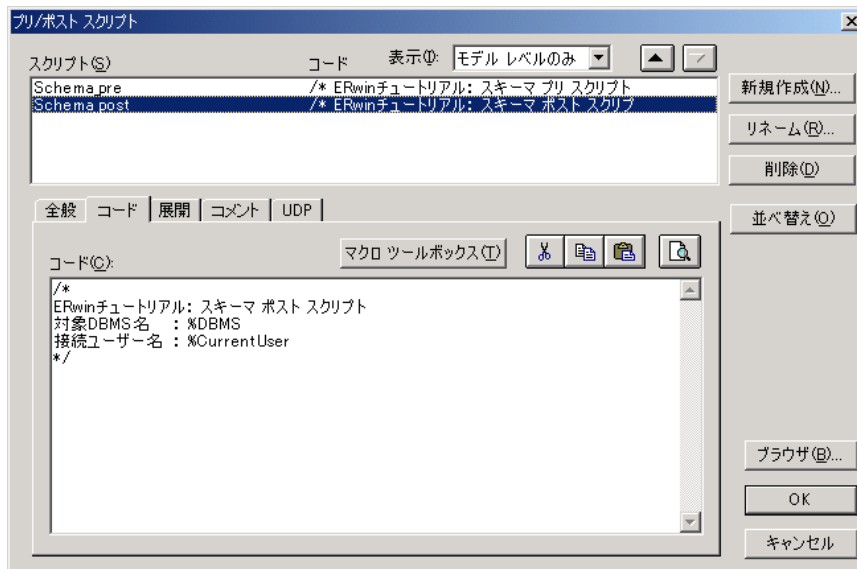 プリ/ポスト スクリプト
スクリプト(S)
コード
表示(I):
モデル レベルのみ
Schema_pre /* ERwinチュートリアル: スキーマ プリ スクリプト
Schema_post /* ERwinチュートリアル: スキーマ ポスト スクリプ
新規作成(N)...
リネーム(R)...
削除(D)
並べ替え(O)
全般 コード 展開 コメント UDP
コード(C):
マクロ ツールボックス(T)
/*
ERwinチュートリアル: スキーマ ポスト スクリプト
対象DBMS名 : %DBMS
接続ユーザー名 : %CurrentUser
*/
ブラウザ(B)...
OK
キャンセル